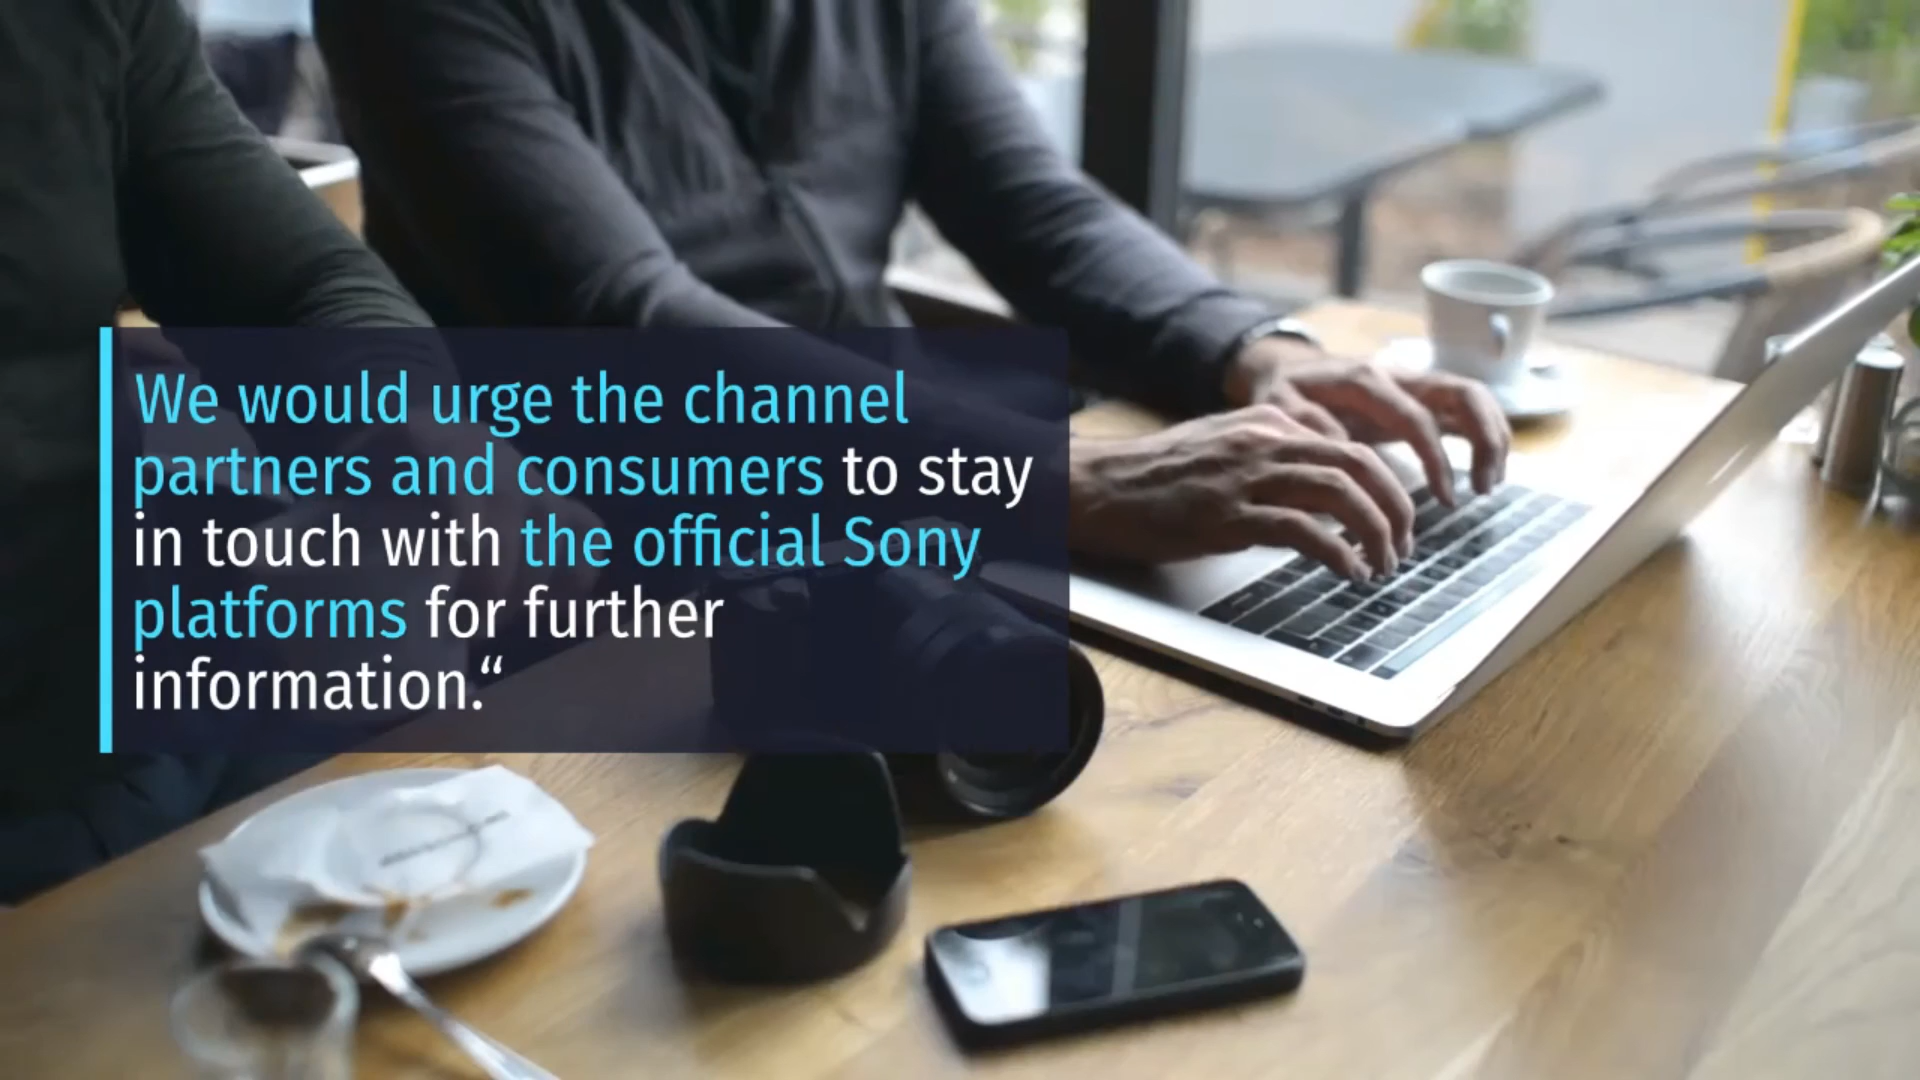 We would urge the channel
partners and consumers to stay
in touch with the official Sony
platforms for further
information.“